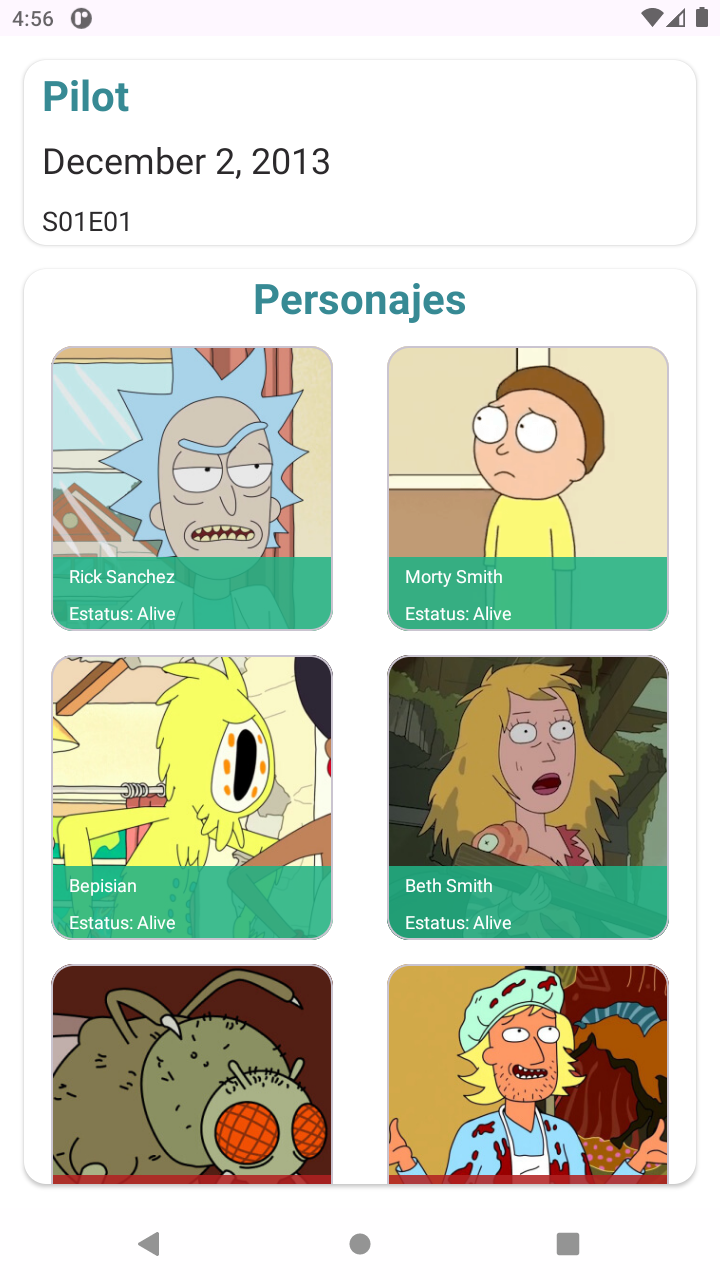 4:56
Pilot
December 2, 2013
S01E01
Personajes
Rick Sanchez
Estatus: Alive
Morty Smith
Estatus: Alive
Bepisian
Estatus: Alive
Beth Smith
Estatus: Alive